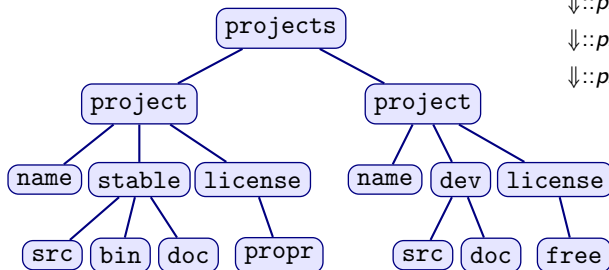 ⇓::p
projects
⇓::p
⇓::p
project project
name stable license name dev license
src bin doc propr src doc free